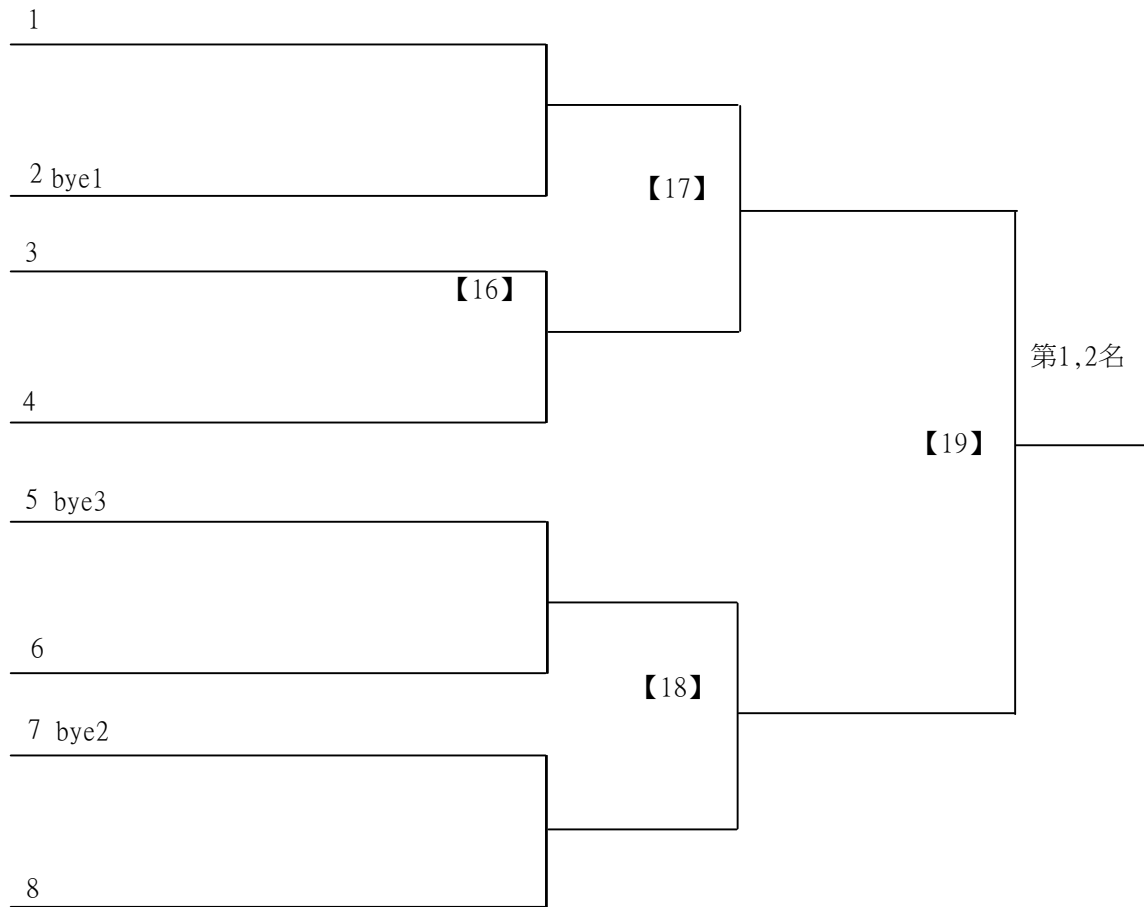 1
2 bye1
【17】
3
【16】
第1,2名
4
【19】
5 bye3
6
【18】
7 bye2
8